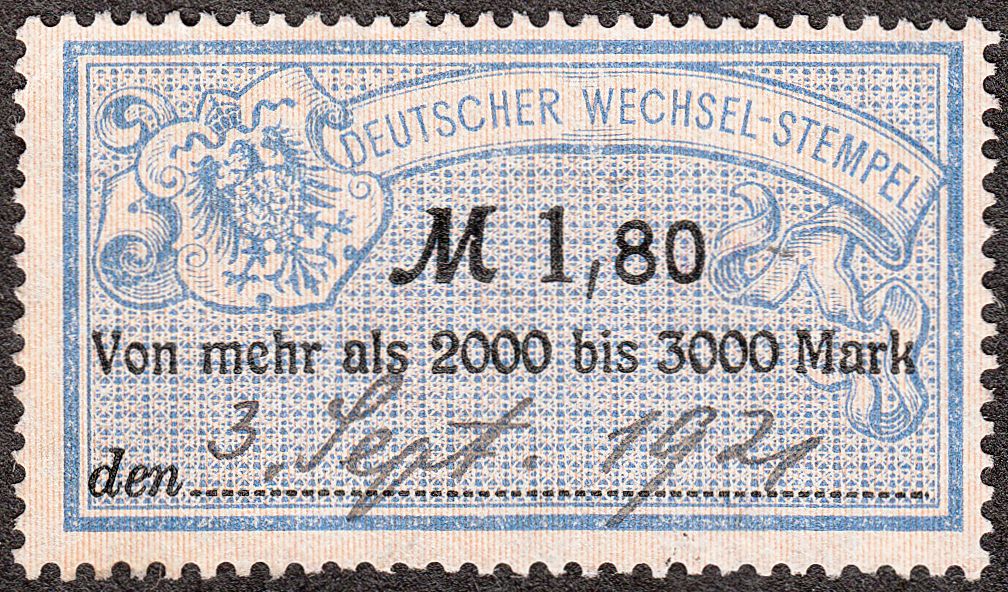 DEUTSCHER WECHSEL-STEMPEL
M 1,80
Von mehr als 2000 bis 3000 Mark
den 3. Sept. 1921